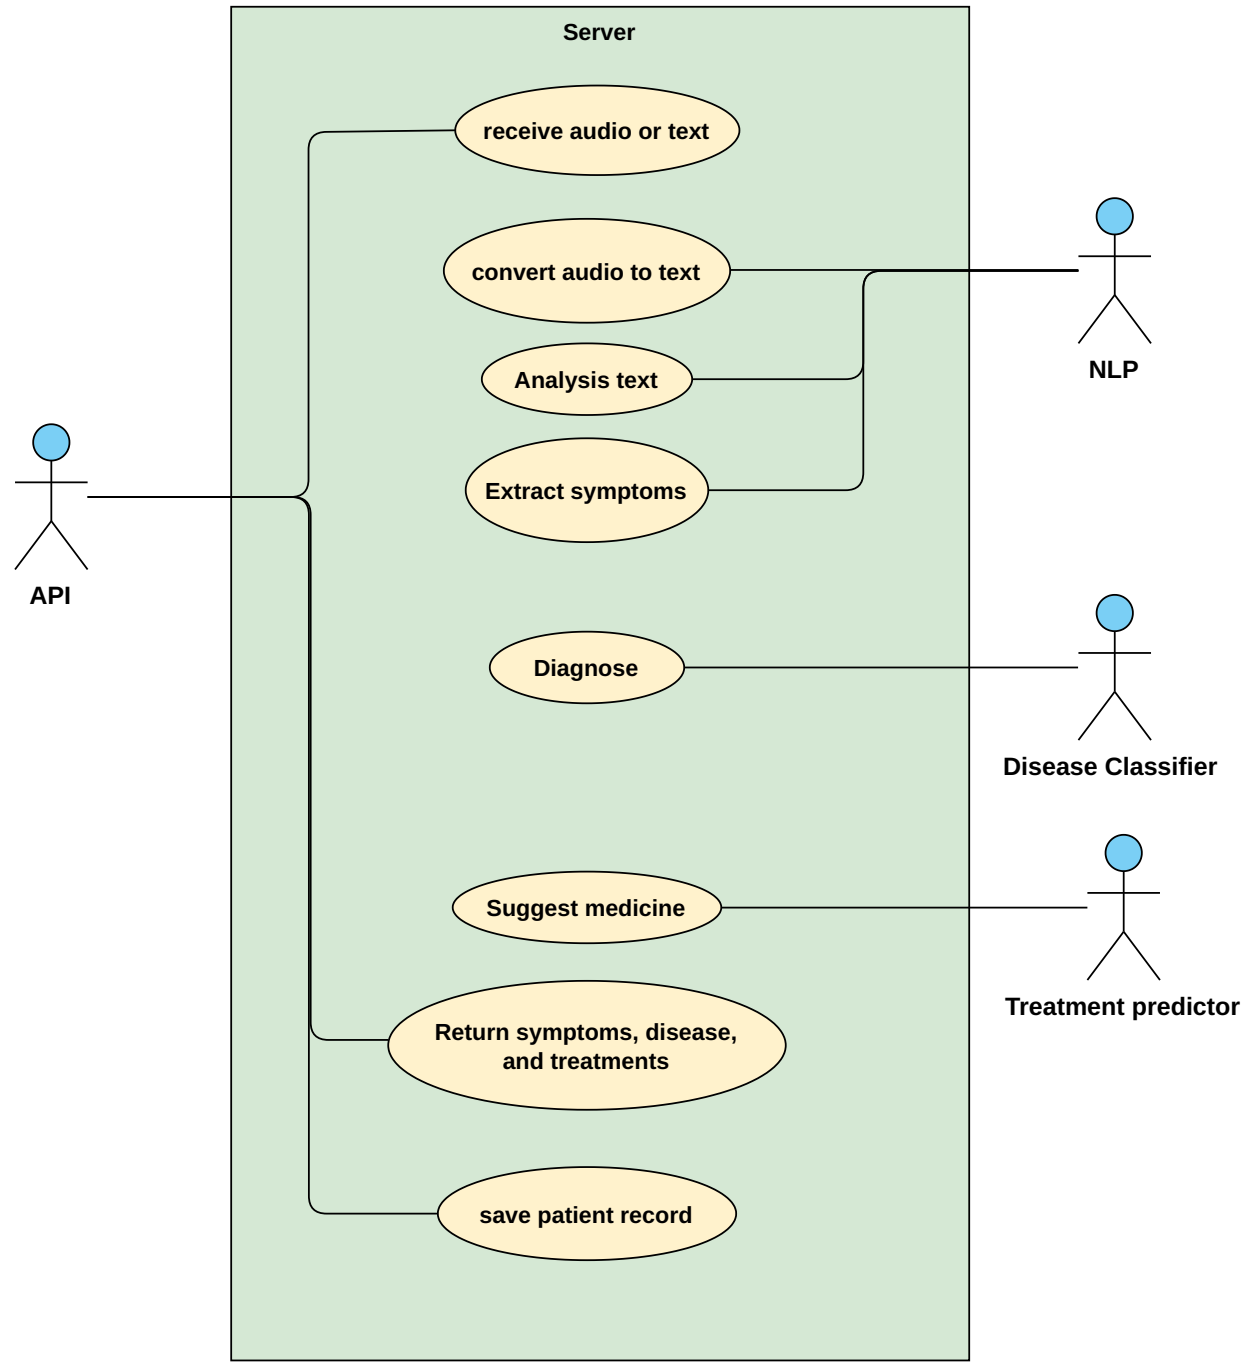 Server
receive audio or text
convert audio to text
NLP
Analysis text
Extract symptoms
API
Diagnose
Disease Classifier
Suggest medicine
Treatment predictor
Return symptoms, disease,
and treatments
save patient record